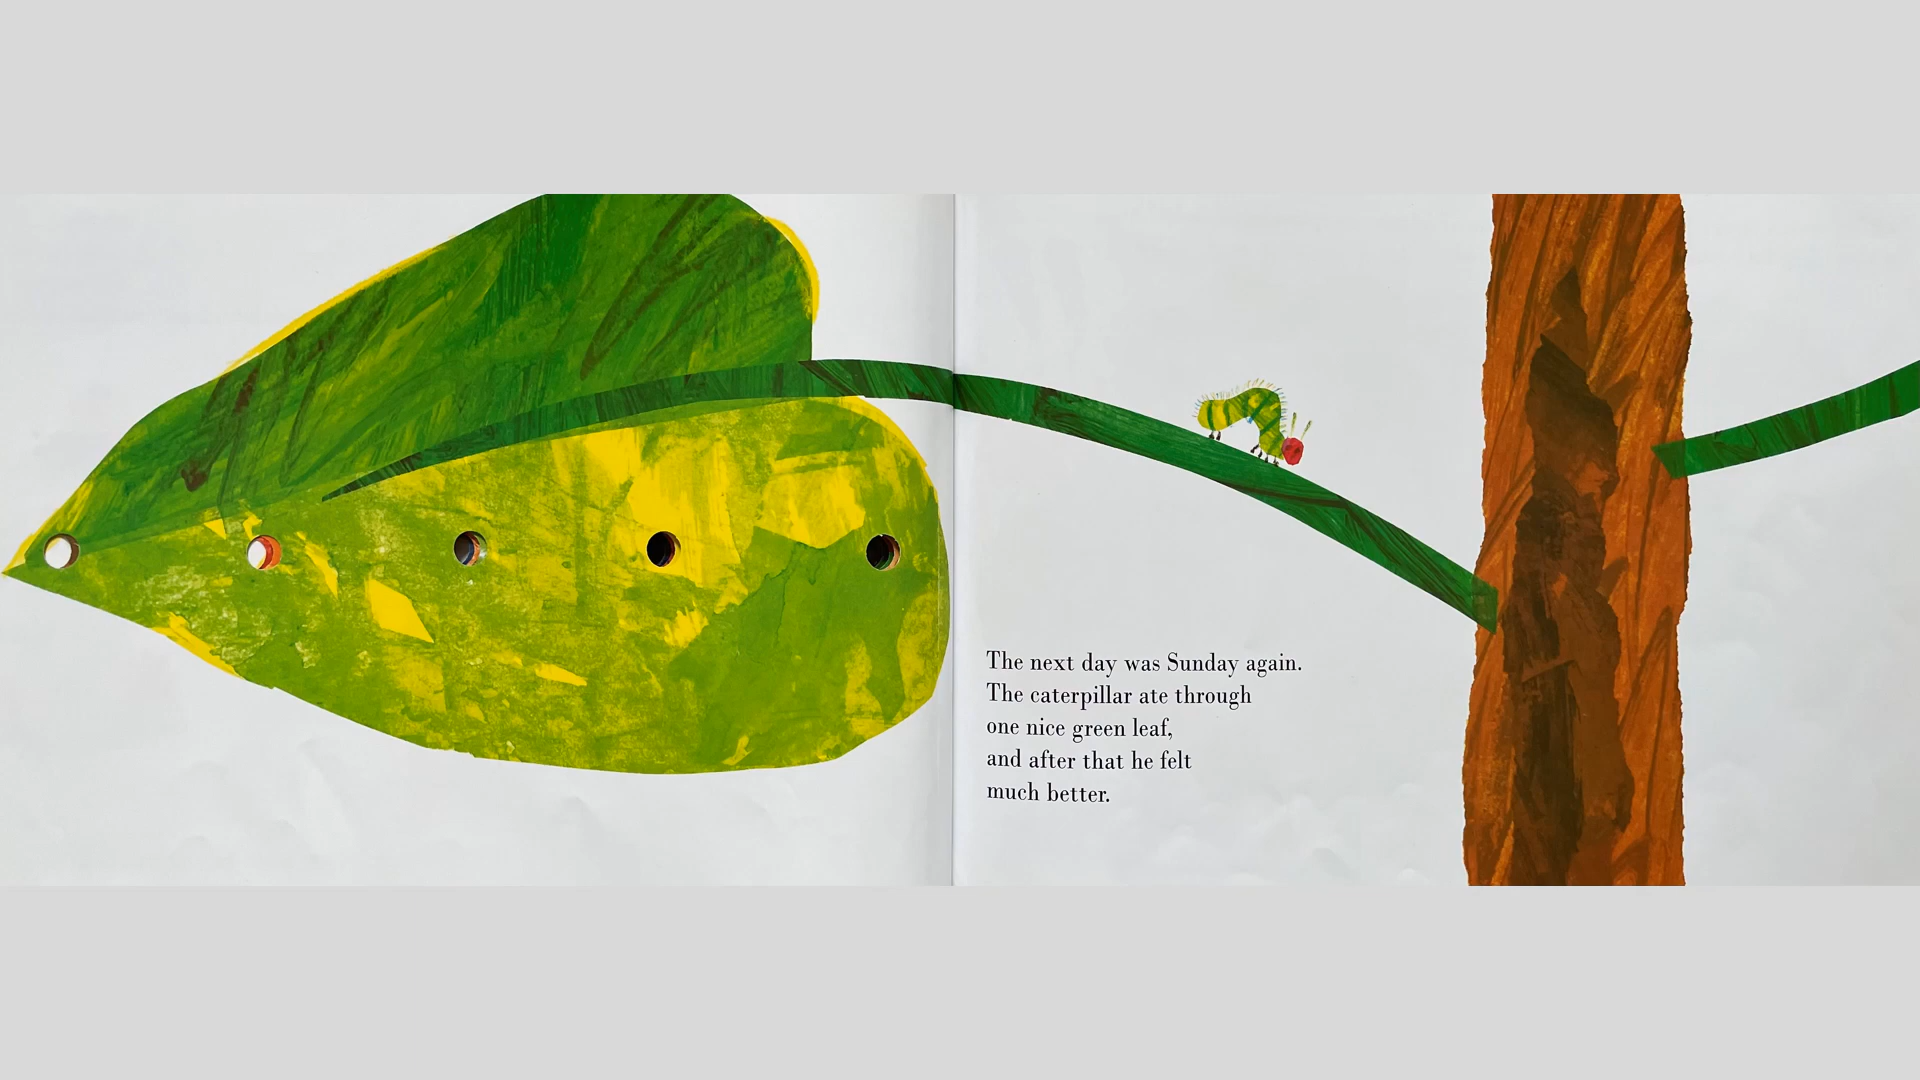 The next day was Sunday again.
The caterpillar ate through
one nice green leaf,
and after that he felt
much better.